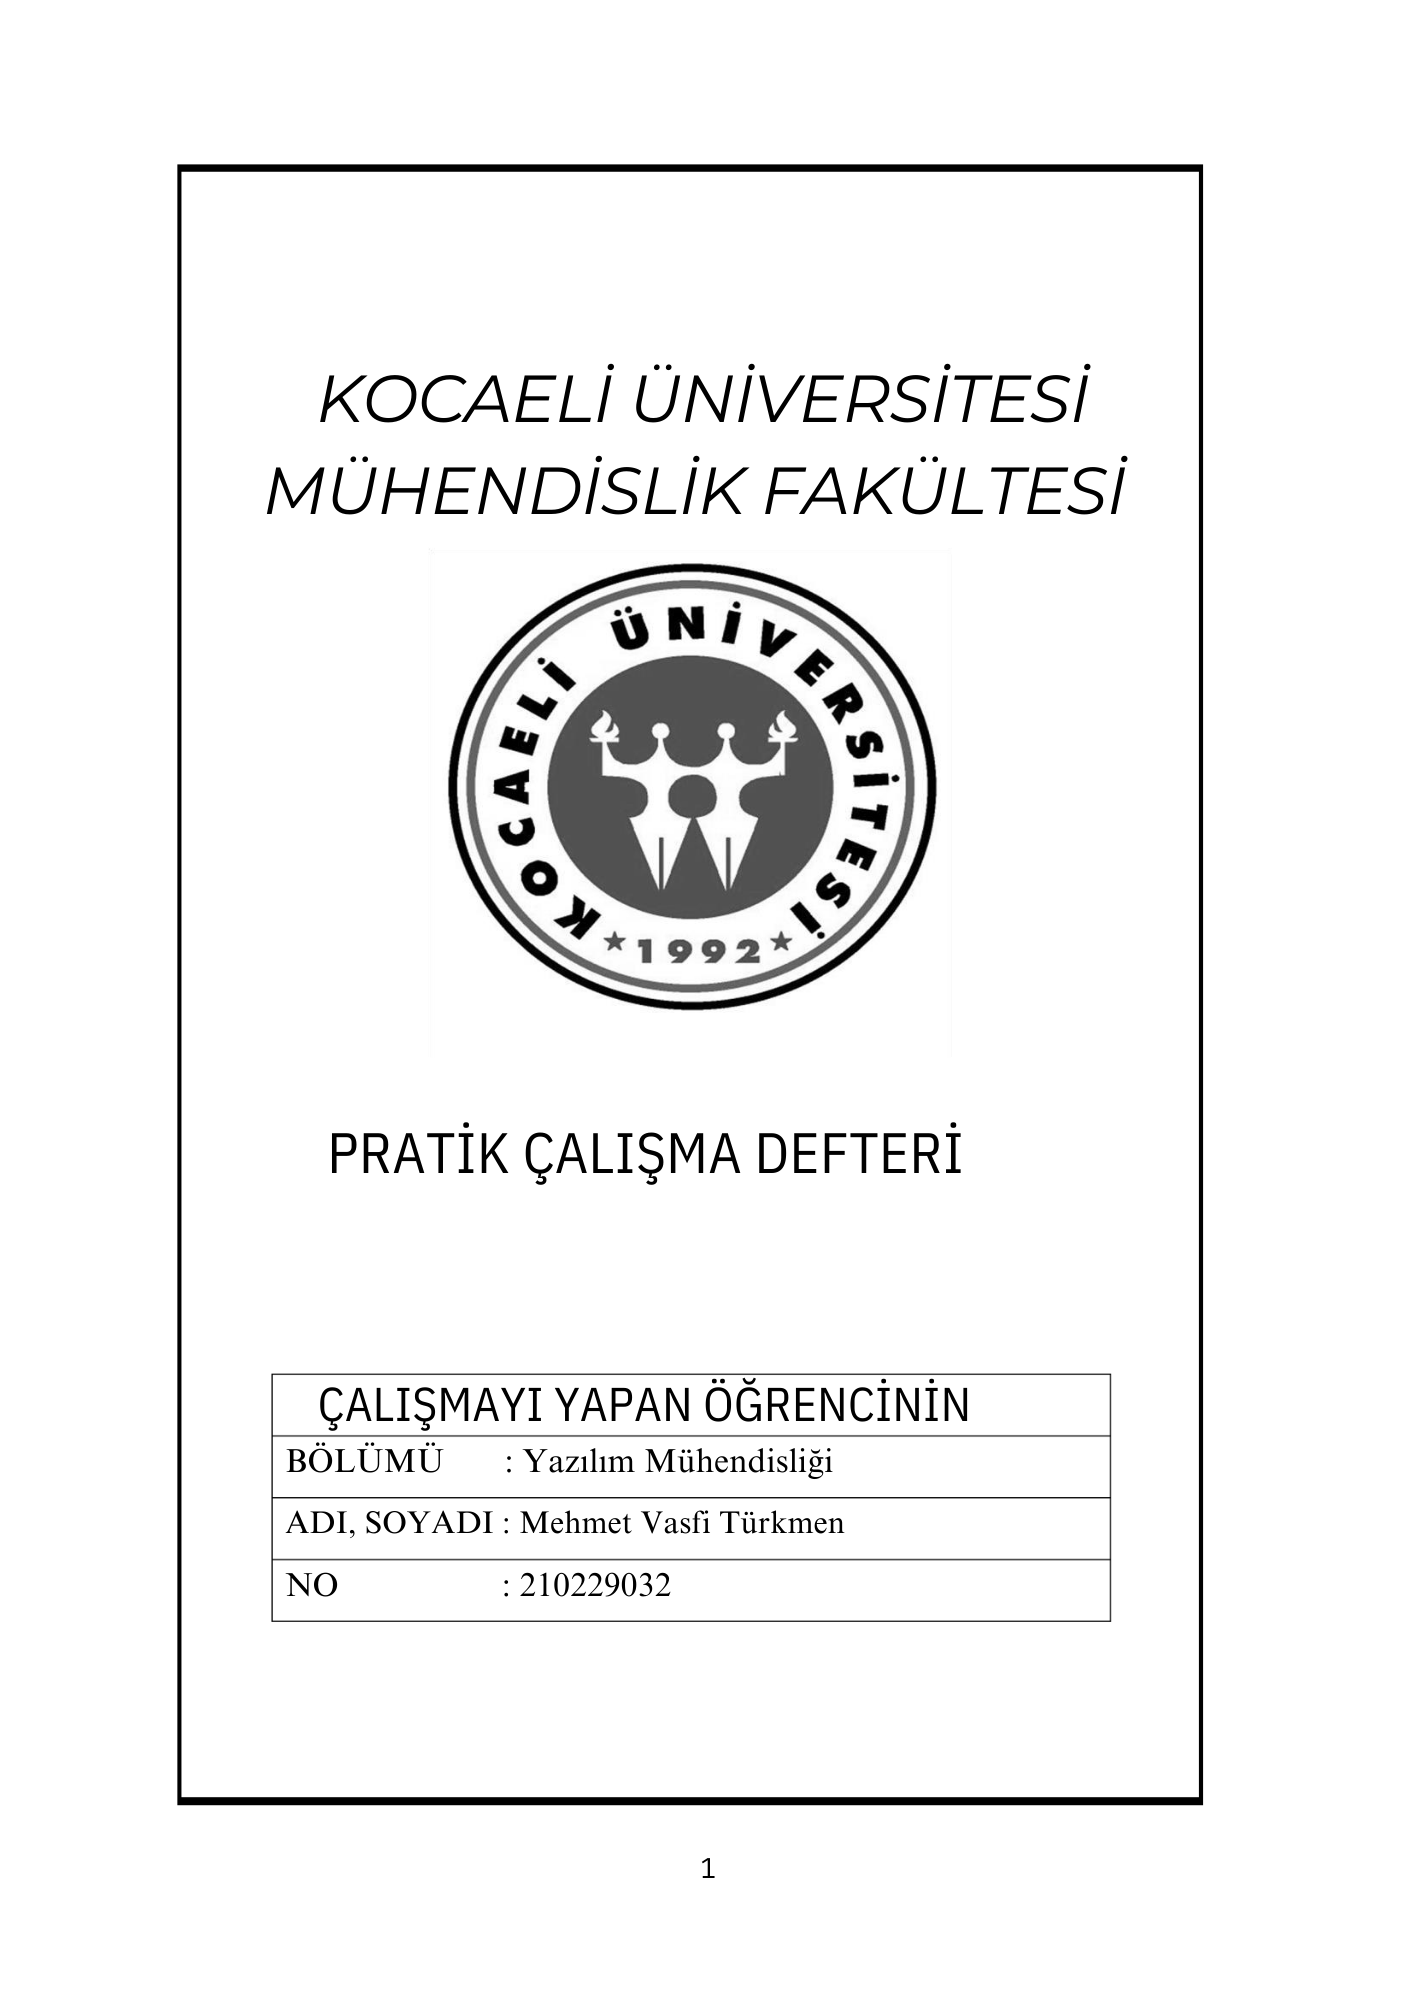 KOCAELİ ÜNİVERSİTESİ
MÜHENDİSLİK FAKÜLTESİ
KOCAELİ ÜNİVERSİTESİ
★ 1992 ★
PRATİK ÇALIŞMA DEFTERİ
ÇALIŞMAYI YAPAN ÖĞRENCİNİN
BÖLÜMÜ : Yazılım Mühendisliği
ADI, SOYADI : Mehmet Vasfi Türkmen
NO : 210229032
1